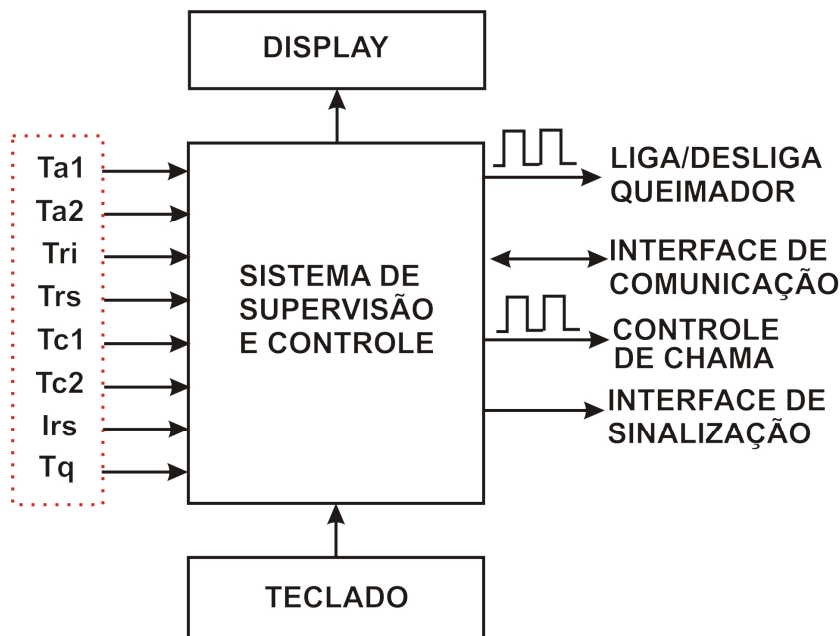 DISPLAY
Ta1
Ta2
Tri
Trs
Tc1
Tc2
Irs
Tq
SISTEMA DE
SUPERVISÃO
E CONTROLE
LIGA/DESLIGA
QUEIMADOR
INTERFACE DE
COMUNICAÇÃO
CONTROLE
DE CHAMA
INTERFACE DE
SINALIZAÇÃO
TECLADO